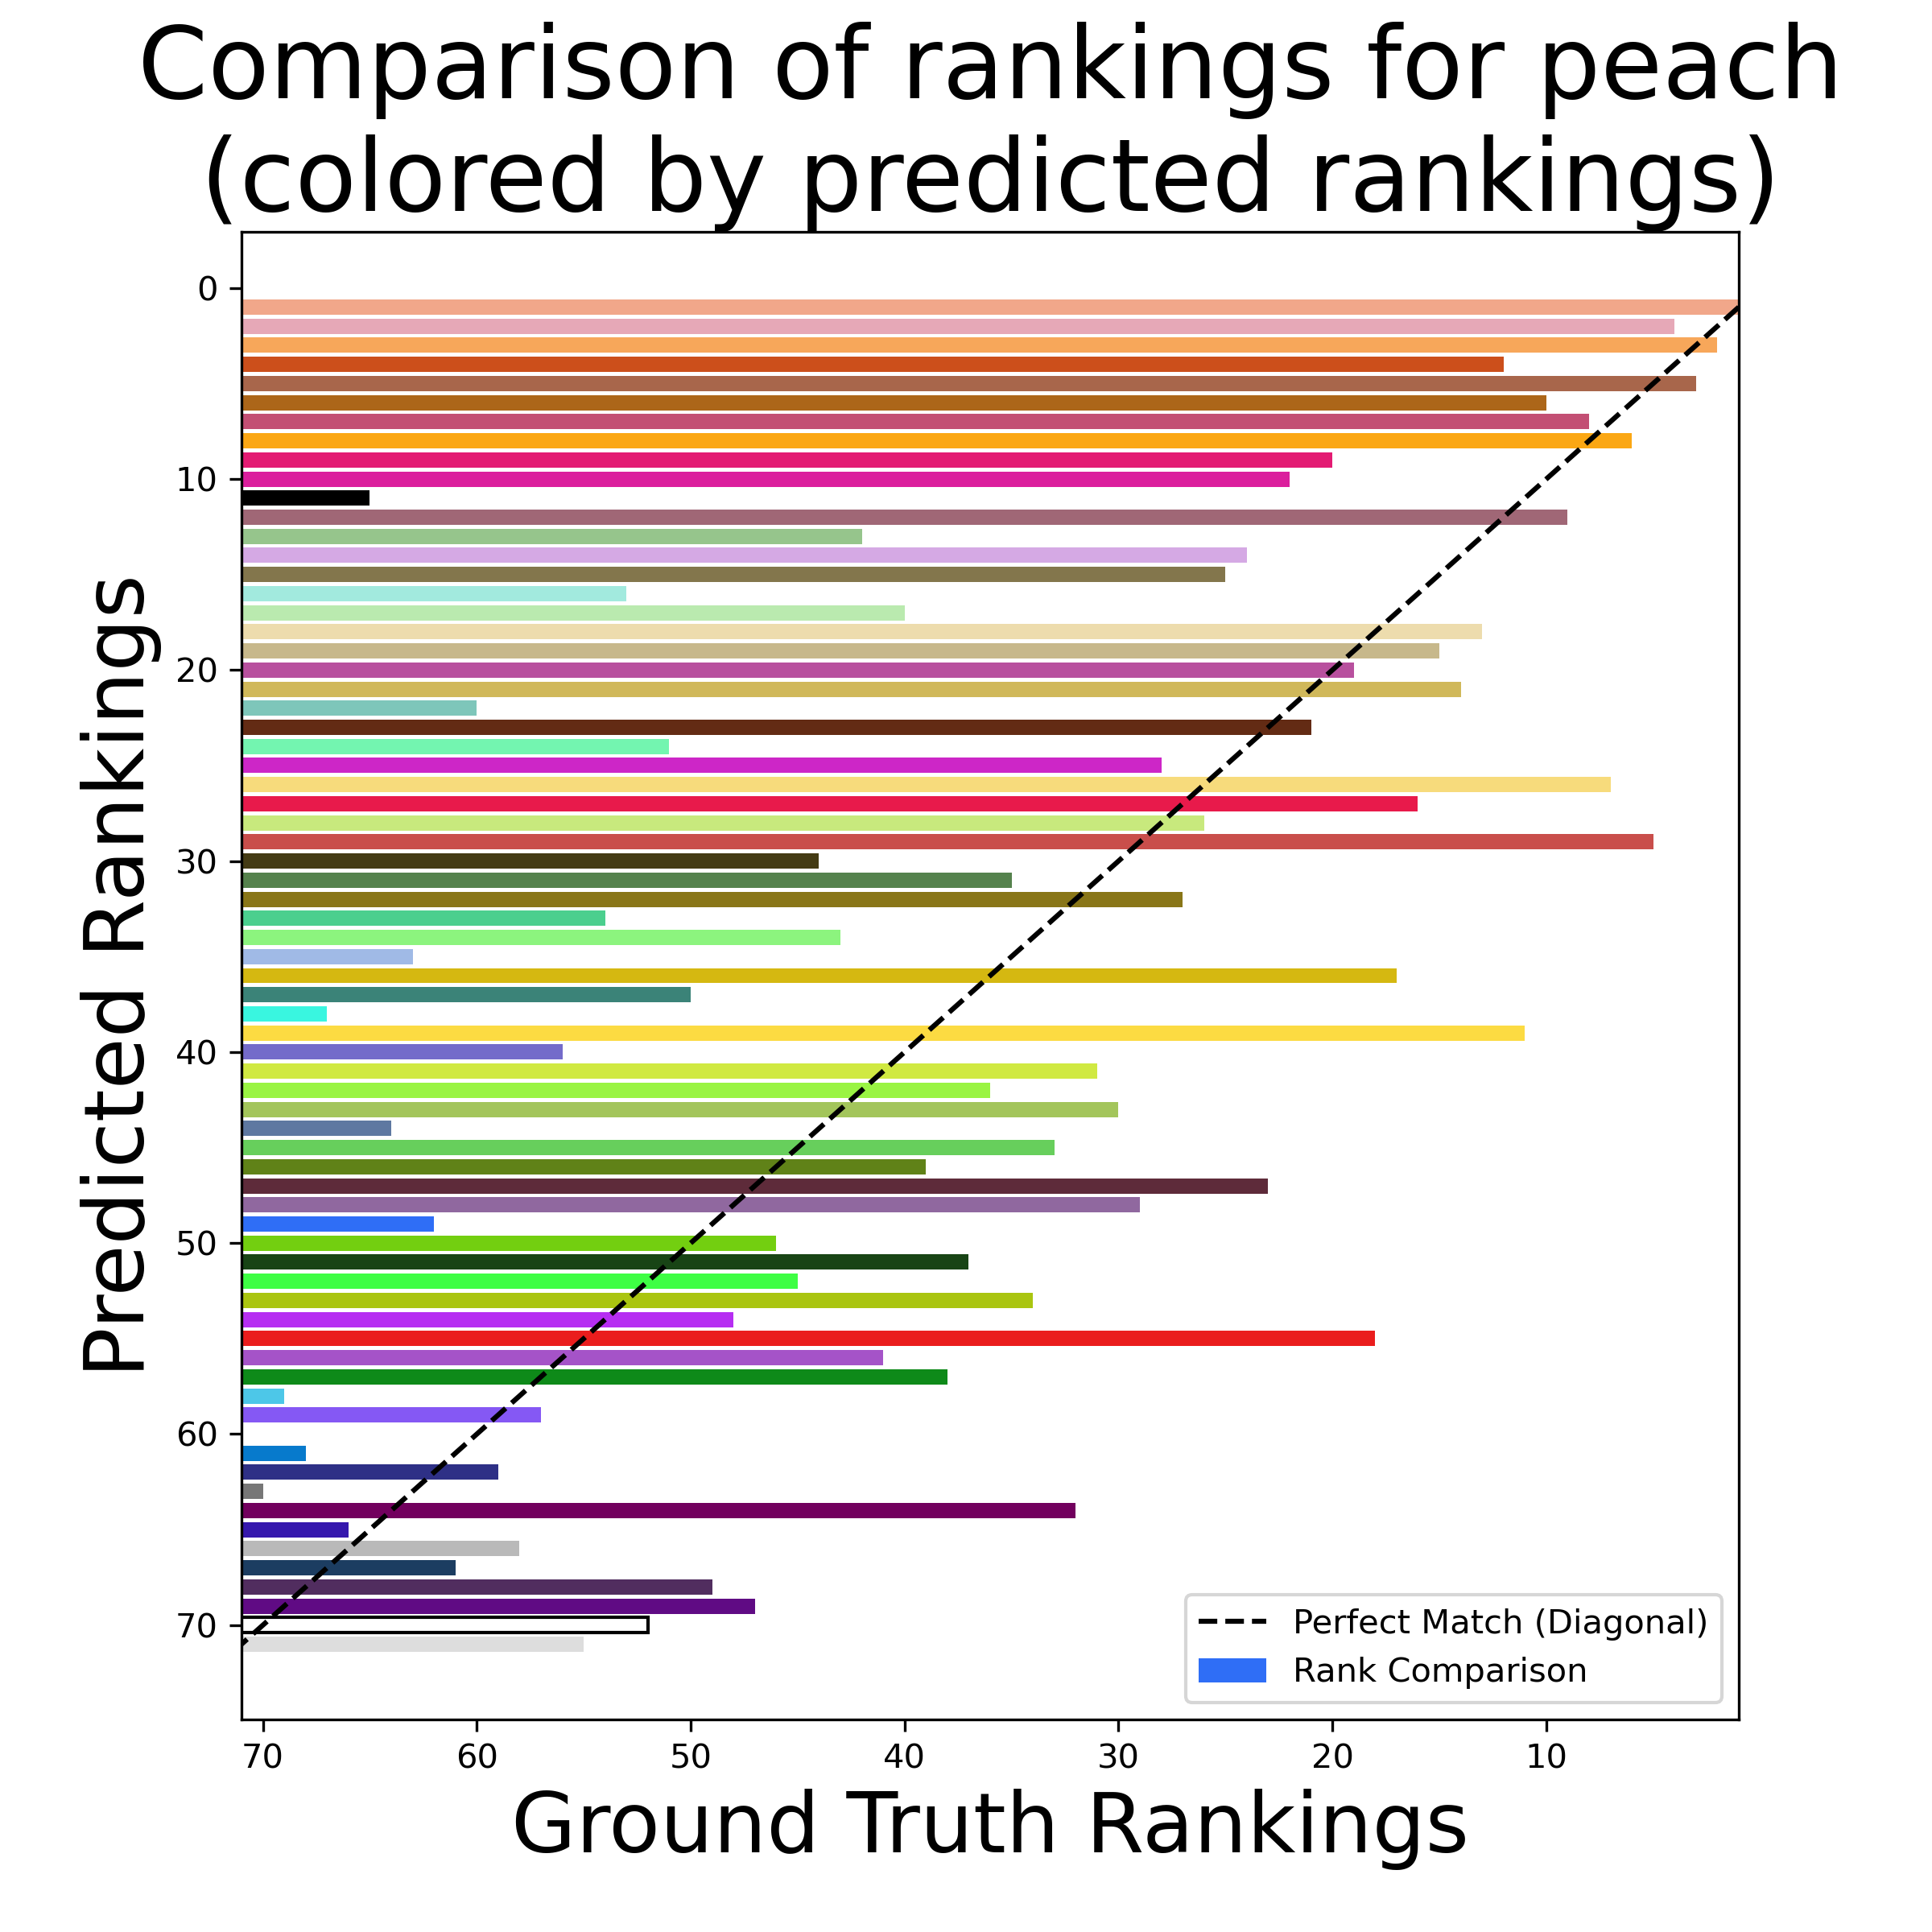 Comparison of rankings for peach
(colored by predicted rankings)
Predicted Rankings
0
10
20
30
40
50
60
70
Perfect Match (Diagonal)
Rank Comparison
70 60 50 40 30 20 10
Ground Truth Rankings